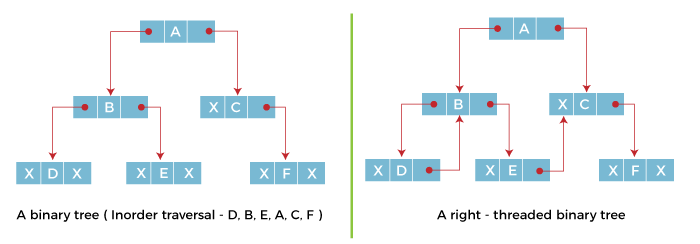 A
B
X C
X D X
X E X
X F X
A binary tree ( Inorder traversal - D, B, E, A, C, F )
A
B
X C
X D
X E
X F X
A right - threaded binary tree